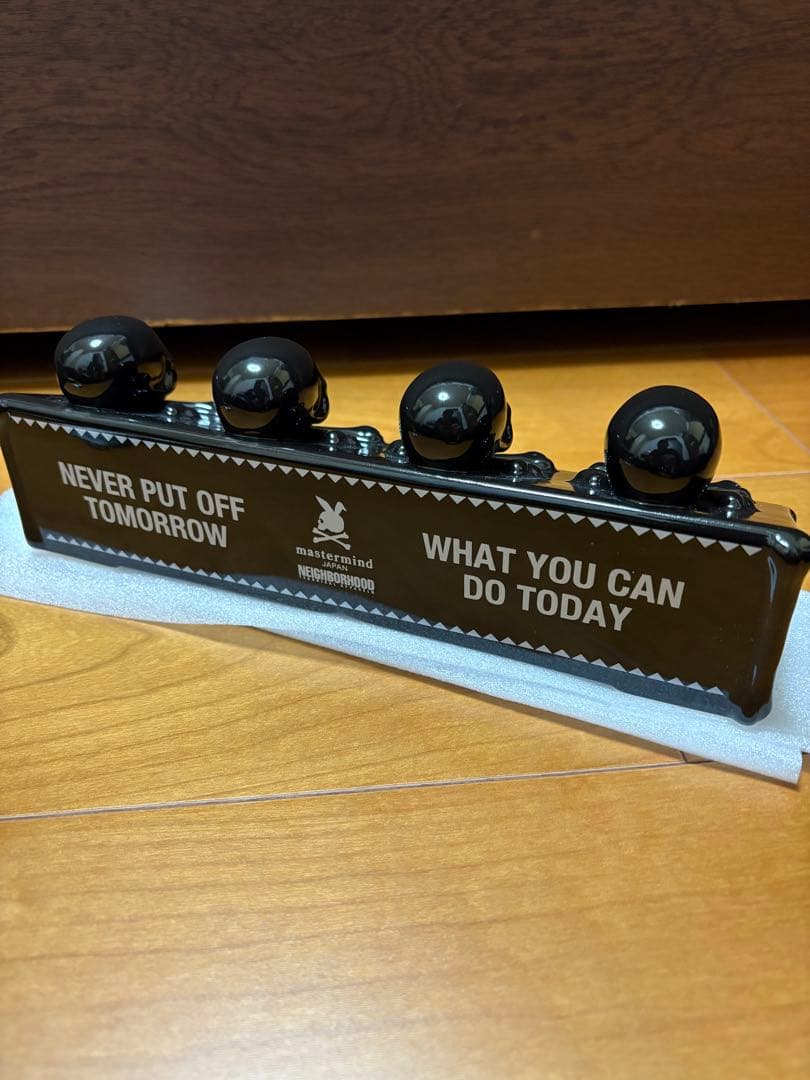 NEVER PUT OFF
TOMORROW
mastermind
JAPAN
NEIGHBORHOOD
WHAT YOU CAN
DO TODAY